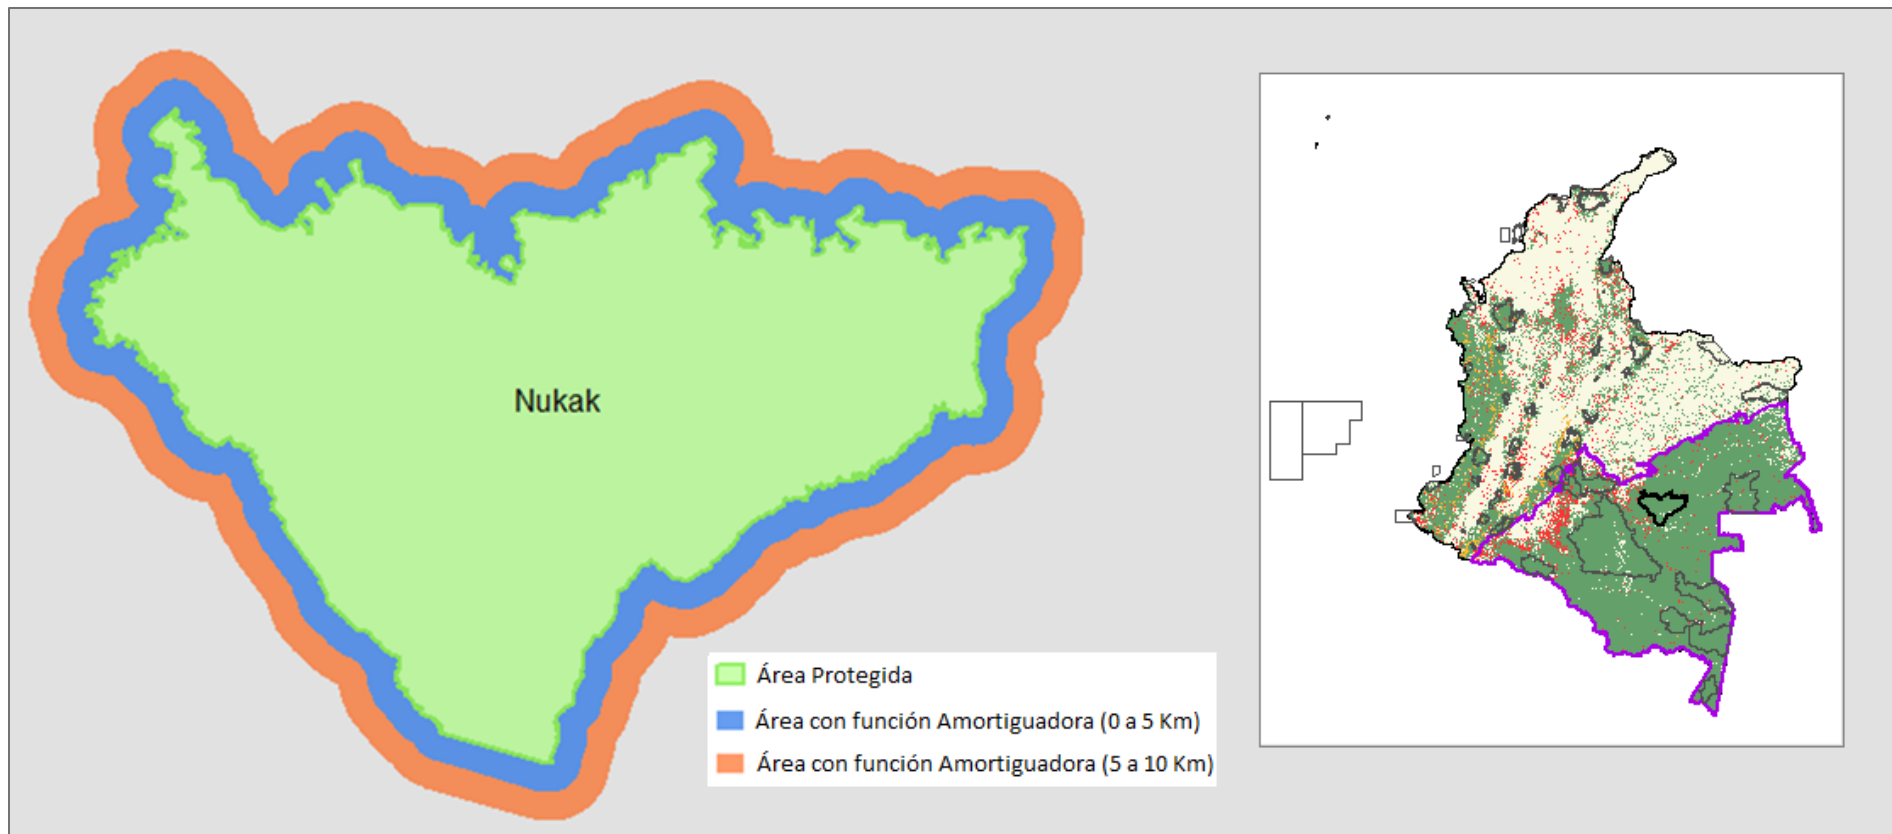 Nukak
Área Protegida
Área con función Amortiguadora (0 a 5 Km)
Área con función Amortiguadora (5 a 10 Km)